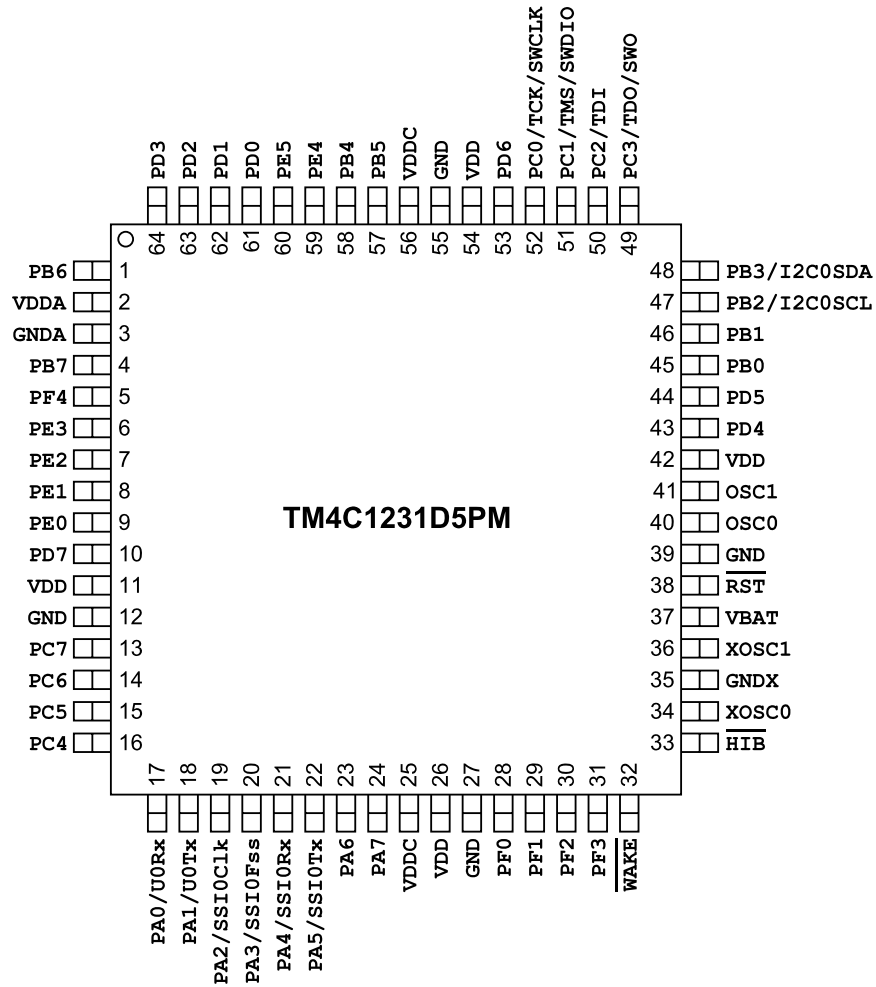 PD3
PD2
PD1
PD0
PE5
PE4
PB4
PB5
VDDC
GND
VDD
PD6
PC0/TCK/SWCLK
PC1/TMS/SWDIO
PC2/TDI
PC3/TDO/SWO
64
63
62
61
60
59
58
57
56
55
54
53
52
51
50
49
PB6 1
VDDA 2
GNDA 3
PB7 4
PF4 5
PE3 6
PE2 7
PE1 8
PE0 9
PD7 10
VDD 11
GND 12
PC7 13
PC6 14
PC5 15
PC4 16
TM4C1231D5PM
48 PB3/I2C0SDA
47 PB2/I2C0SCL
46 PB1
45 PB0
44 PD5
43 PD4
42 VDD
41 OSC1
40 OSC0
39 GND
38 RST
37 VBAT
36 XOSC1
35 GNDX
34 XOSC0
33 HIB
17
18
19
20
21
22
23
24
25
26
27
28
29
30
31
32
PA0/U0Rx
PA1/U0Tx
PA2/SSI0Clk
PA3/SSI0Fss
PA4/SSI0Rx
PA5/SSI0Tx
PA6
PA7
VDDC
VDD
GND
PF0
PF1
PF2
PF3
WAKE